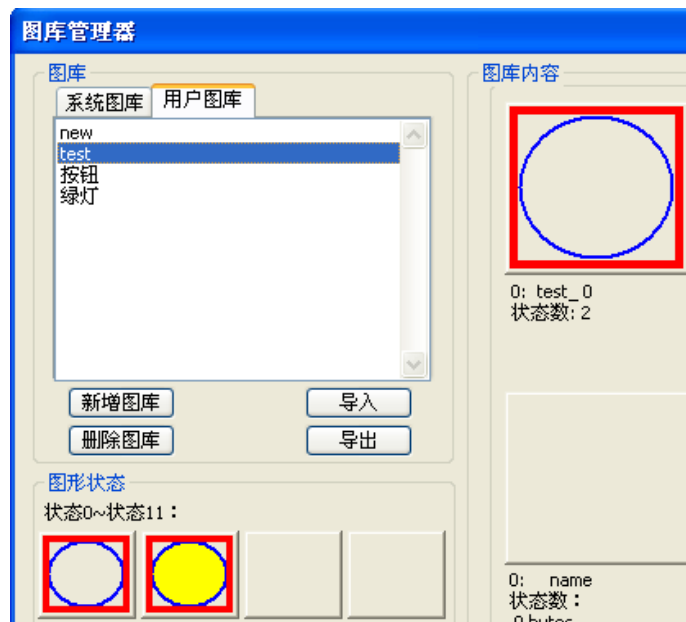 图库管理器
图库
系统图库
用户图库
new
test
按钮
绿灯
新增图库
导入
删除图库
导出
图形状态
状态0~状态11：
图库内容
0: test_0
状态数: 2
0: name
状态数：
0 bytes